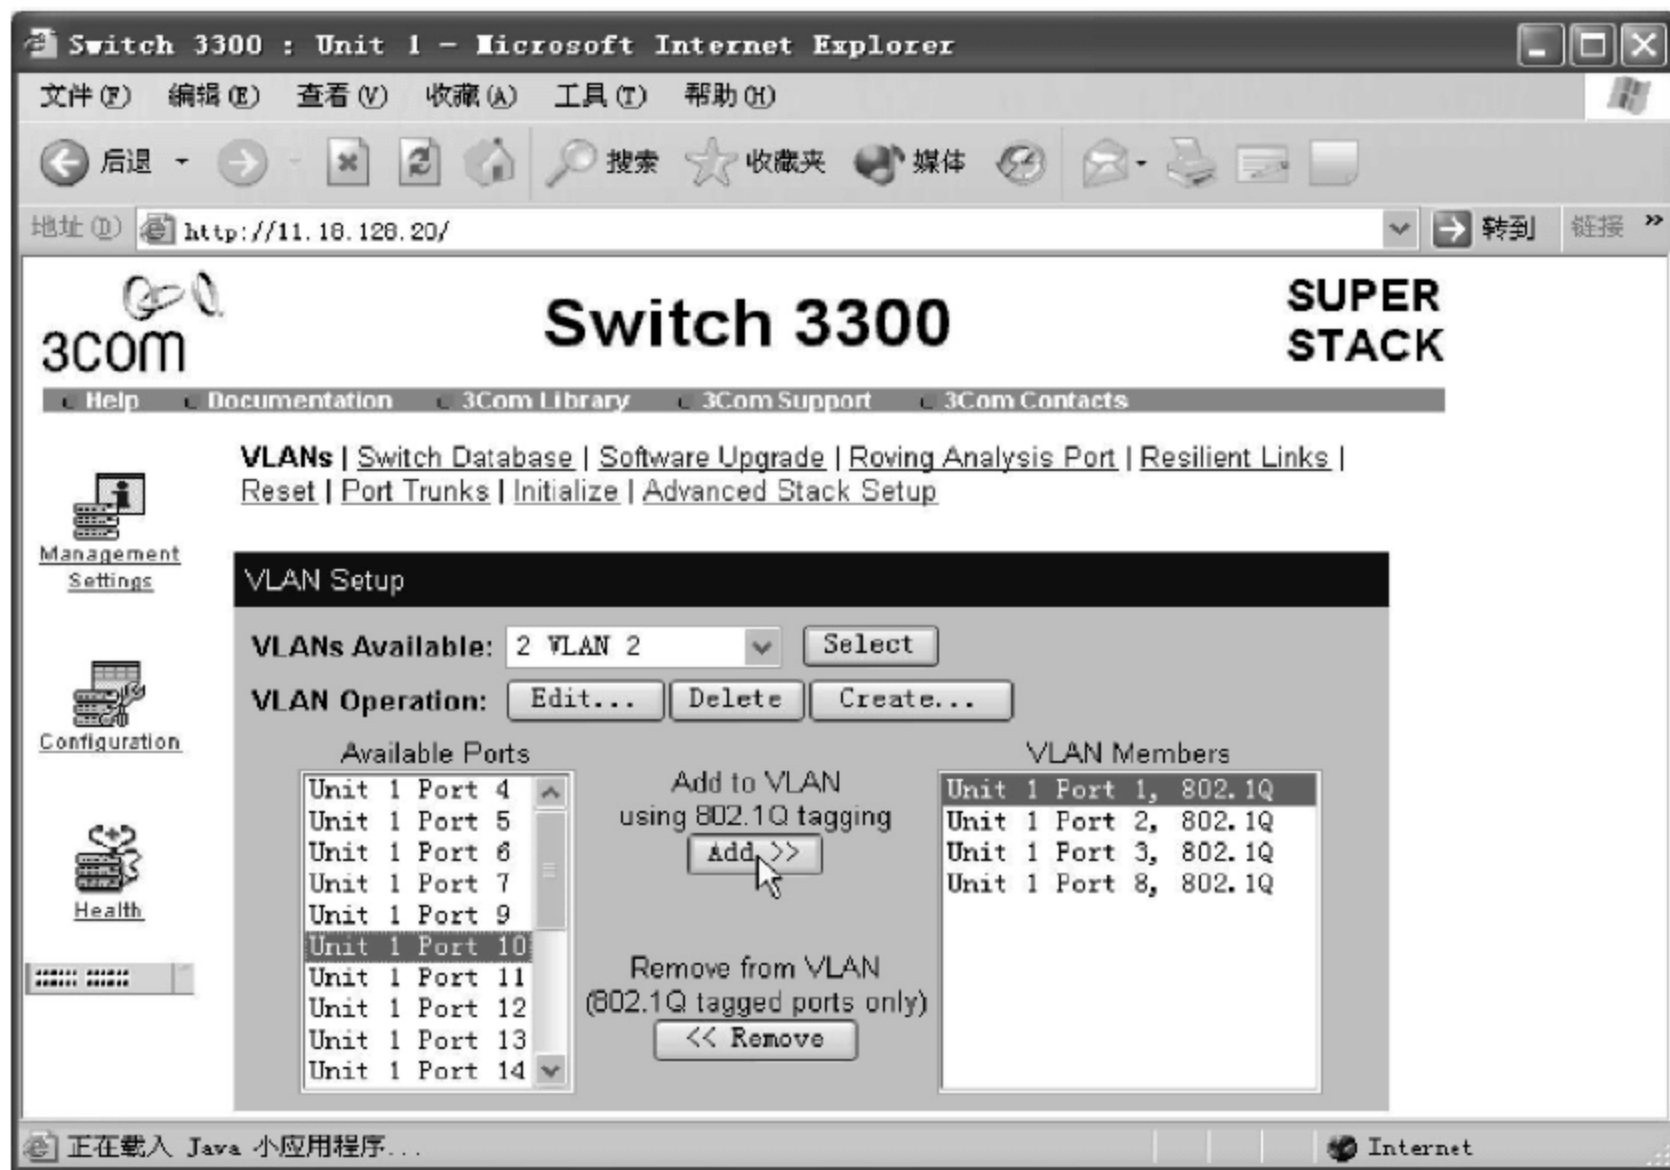 Switch 3300 : Unit 1 - Microsoft Internet Explorer
文件(F) 编辑(E) 查看(V) 收藏(A) 工具(T) 帮助(H)
后退 搜索 收藏夹 媒体
地址(D) http://11.18.128.20/ 转到 链接 »
3COM Switch 3300 SUPER
STACK
Help Documentation 3Com Library 3Com Support 3Com Contacts
VLANs | Switch Database | Software Upgrade | Roving Analysis Port | Resilient Links |
Reset | Port Trunks | Initialize | Advanced Stack Setup
Management
Settings
Configuration
Health
VLAN Setup
VLANs Available: 2 VLAN 2 Select
VLAN Operation: Edit... Delete Create...
Available Ports
Unit 1 Port 4
Unit 1 Port 5
Unit 1 Port 6
Unit 1 Port 7
Unit 1 Port 9
Unit 1 Port 10
Unit 1 Port 11
Unit 1 Port 12
Unit 1 Port 13
Unit 1 Port 14
Add to VLAN
using 802.1Q tagging
Add >>
Remove from VLAN
(802.1Q tagged ports only)
<< Remove
VLAN Members
Unit 1 Port 1, 802.1Q
Unit 1 Port 2, 802.1Q
Unit 1 Port 3, 802.1Q
Unit 1 Port 8, 802.1Q
正在载入 Java 小应用程序... Internet